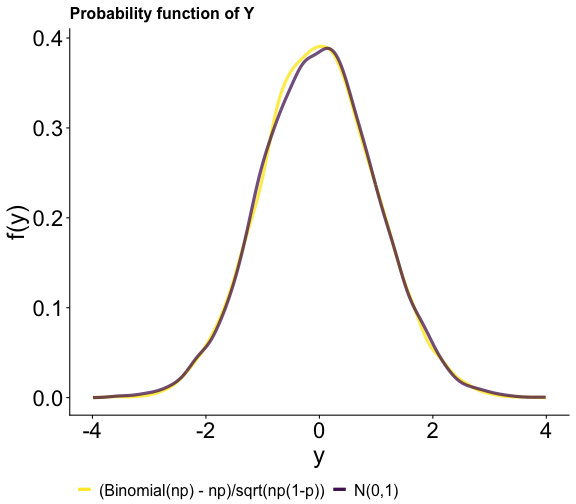 Probability function of Y
0.4
0.3
0.2
0.1
0.0
f(y)
-4 -2 0 2 4
y
(Binomial(np) - np)/sqrt(np(1-p)) N(0,1)